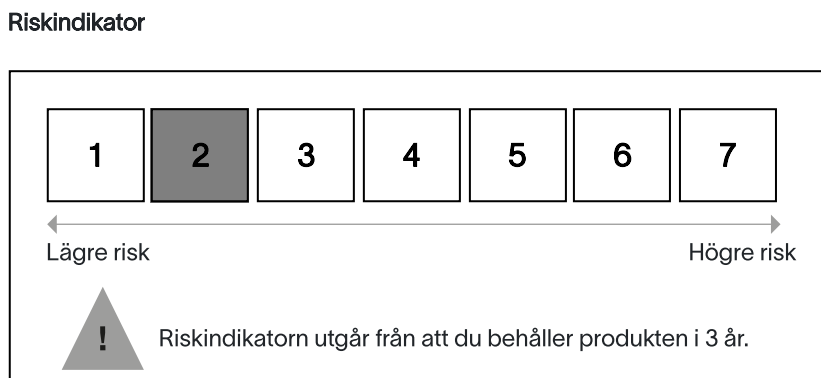 Riskindikator
1 2 3 4 5 6 7
Lägre risk Högre risk
! Riskindikatorn utgår från att du behåller produkten i 3 år.